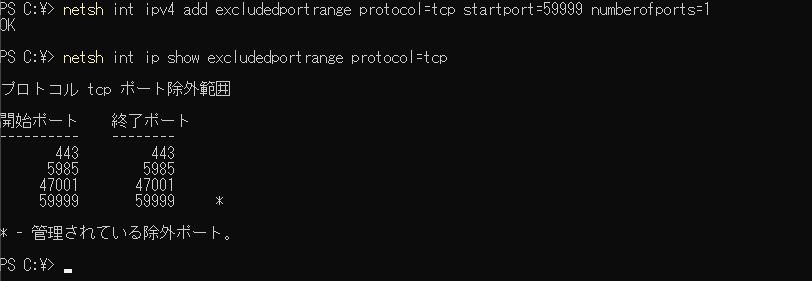 PS C:\> netsh int ipv4 add excludedportrange protocol=tcp startport=59999 numberofports=1
OK
PS C:\> netsh int ip show excludedportrange protocol=tcp
プロトコル tcp ポート除外範囲
開始ポート    終了ポート
----------    --------
       443         443
      5985        5985
     47001       47001
     59999       59999     *
* - 管理されている除外ポート。
PS C:\>